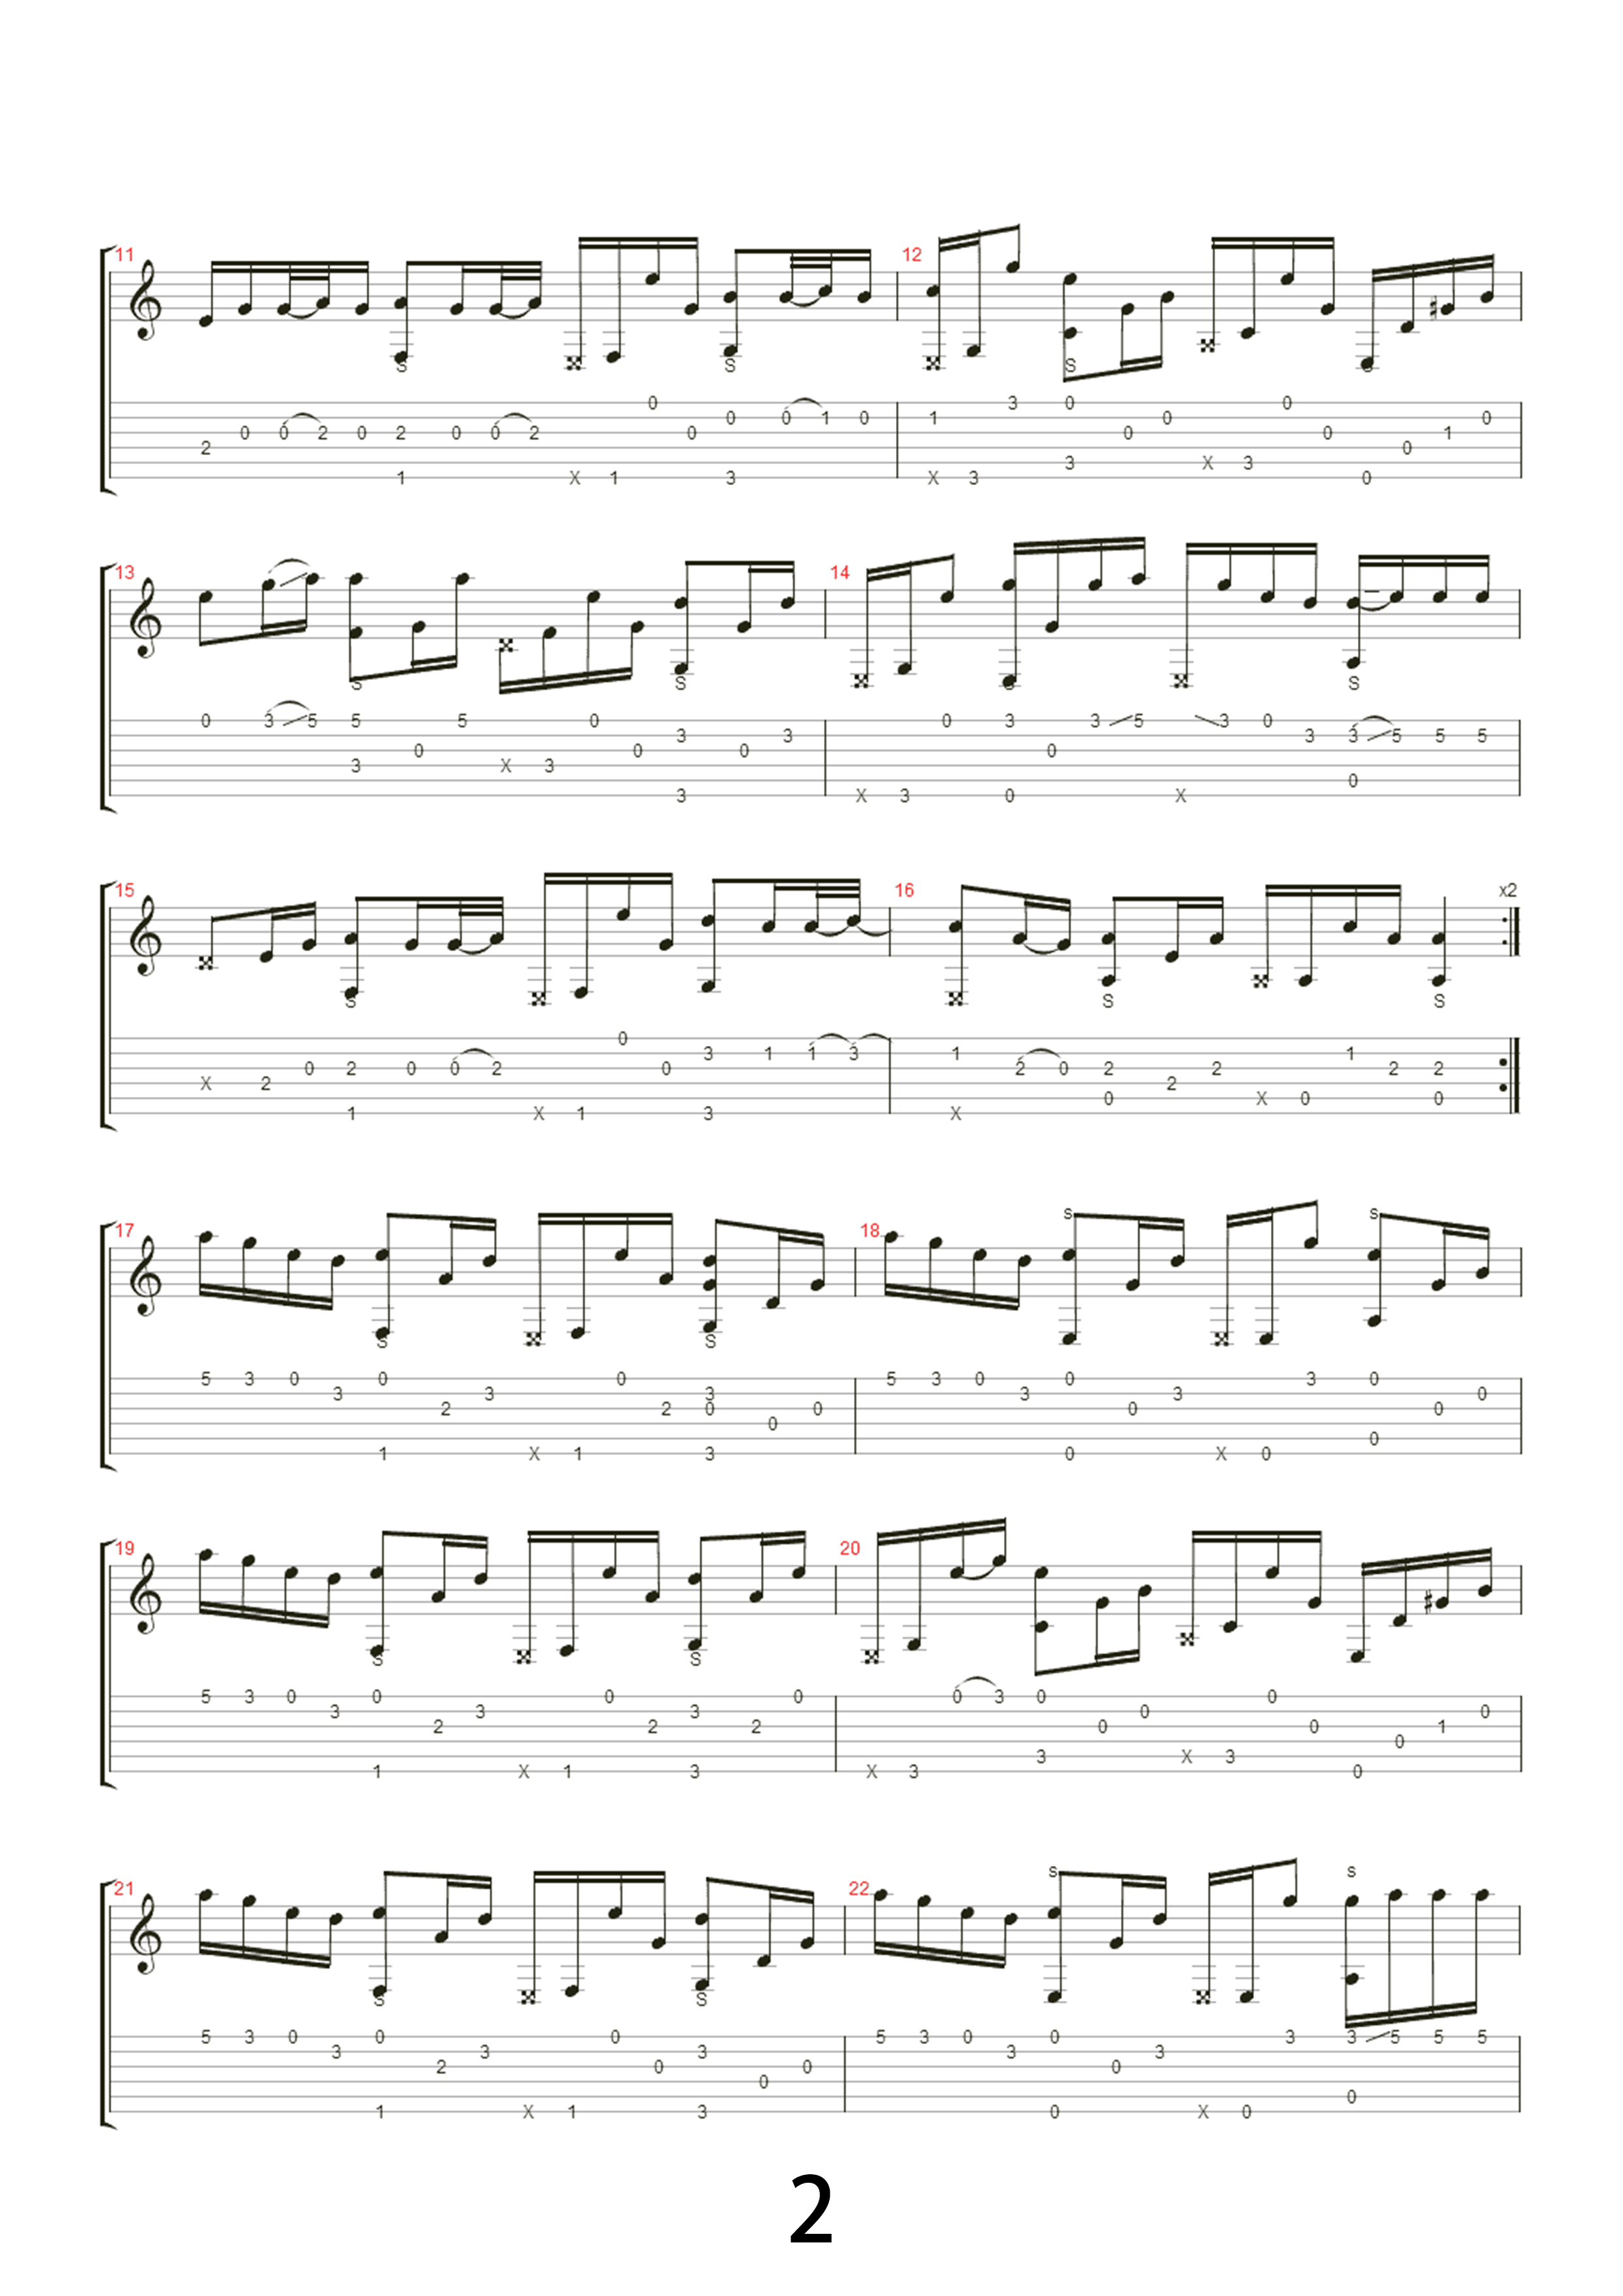 11 12
S S S S
0 3 0 0
0 0 1 0 1 0 0
0 0 2 0 2 0 0 2 0 0 0 1
2 0
3 X 3
1 X 1 3 X 3 0
13 14
S S S S
0 3 5 5 5 0 0 3 3 5 3 0
3 3 3 3 5 5 5
0 0 0 0
3 X 3
0
3 X 3 0 X
15 16 x2
S S S
0
3 1 1 3 1 1
0 2 0 0 2 0 2 0 2 2 2 2
X 2 2
0 X 0 0
1 X 1 3 X
17 18
S S S S
5 3 0 0 0 5 3 0 0 3 0
3 3 3 3 3 0
2 2 0 0 0 0
0
0
1 X 1 3 0 X 0
19 20
S S
5 3 0 0 0 0 0 3 0 0
3 3 3 0 0
2 2 2 0 0 1
0
3 X 3
1 X 1 3 X 3 0
21 22
S S S S
5 3 0 0 0 5 3 0 0 3 3 5 5 5
3 3 3 3 3
2 0 0 0
0
0
1 X 1 3 0 X 0
2